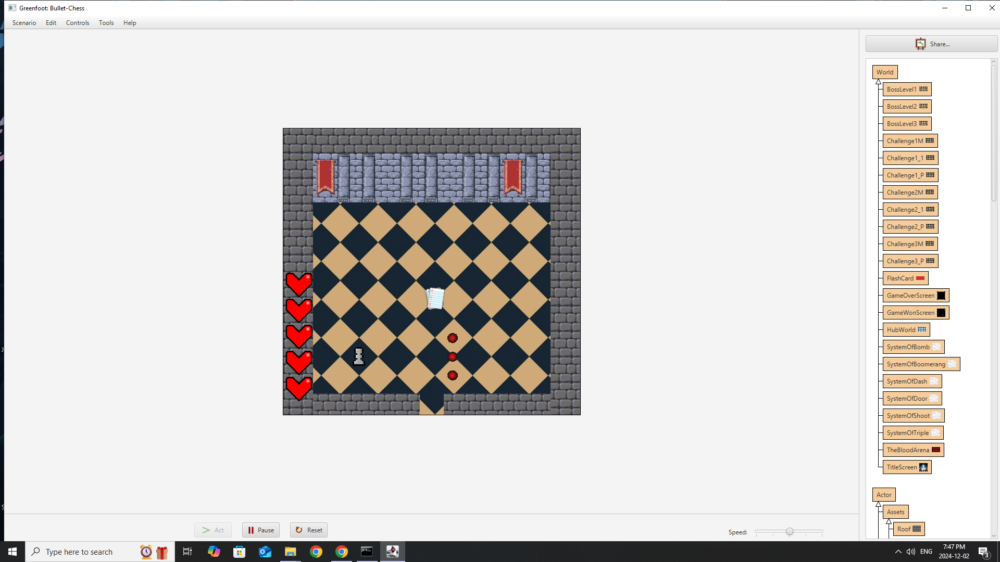 Greenfoot: Bullet-Chess
Scenario Edit Controls Tools Help
Share...
World
BossLevel1
BossLevel2
BossLevel3
Challenge1M
Challenge1_1
Challenge1_P
Challenge2M
Challenge2_1
Challenge2_P
Challenge3M
Challenge3_P
FlashCard
GameOverScreen
GameWonScreen
HubWorld
SystemOfBomb
SystemOfBoomerang
SystemOfDash
SystemOfDoor
SystemOfShoot
SystemOfTriple
TheBloodArena
TitleScreen
Actor
Assets
Roof
Act Pause Reset Speed:
Type here to search
ENG
7:47 PM
2024-12-02
3